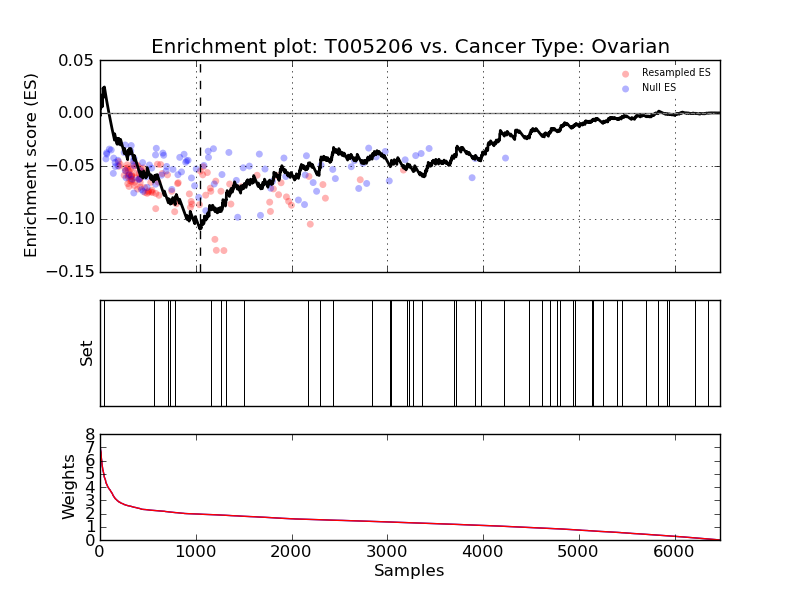 Enrichment plot: T005206 vs. Cancer Type: Ovarian
Enrichment score (ES)
0.05
0.00
−0.05
−0.10
−0.15
Resampled ES
Null ES
Set
Weights
8
7
6
5
4
3
2
1
0
0 1000 2000 3000 4000 5000 6000
Samples